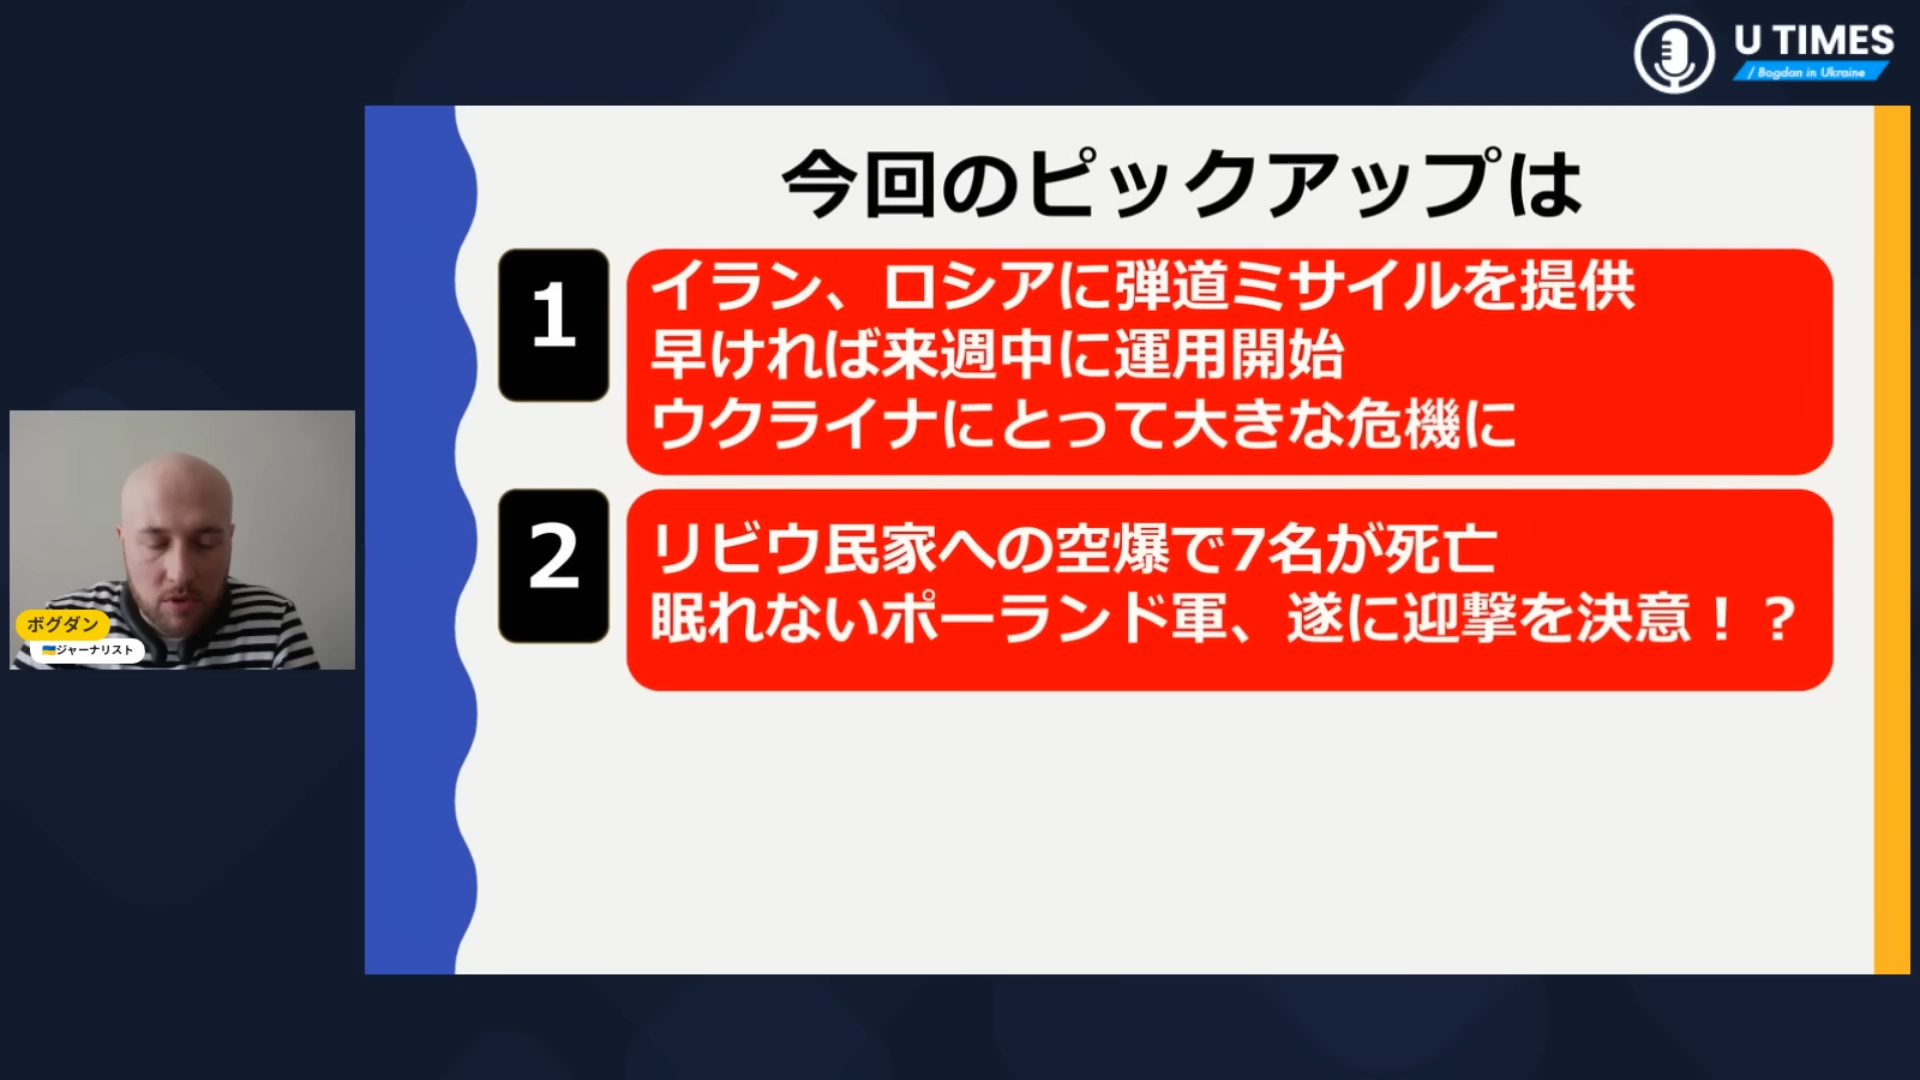 U TIMES
/ Bogdan in Ukraine
今回のピックアップは
1
イラン、ロシアに弾道ミサイルを提供
早ければ来週中に運用開始
ウクライナにとって大きな危機に
2
リビウ民家への空爆で7名が死亡
眠れないポーランド軍、遂に迎撃を決意！？
ボグダン
🇺🇦ジャーナリスト